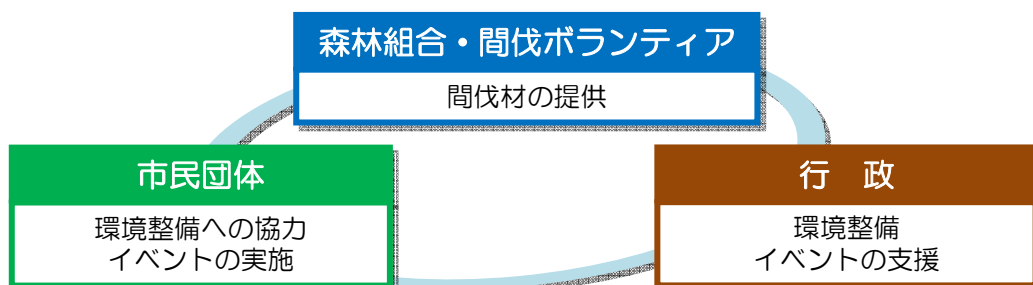 森林組合・間伐ボランティア
間伐材の提供
市民団体
環境整備への協力
イベントの実施
行　政
環境整備
イベントの支援